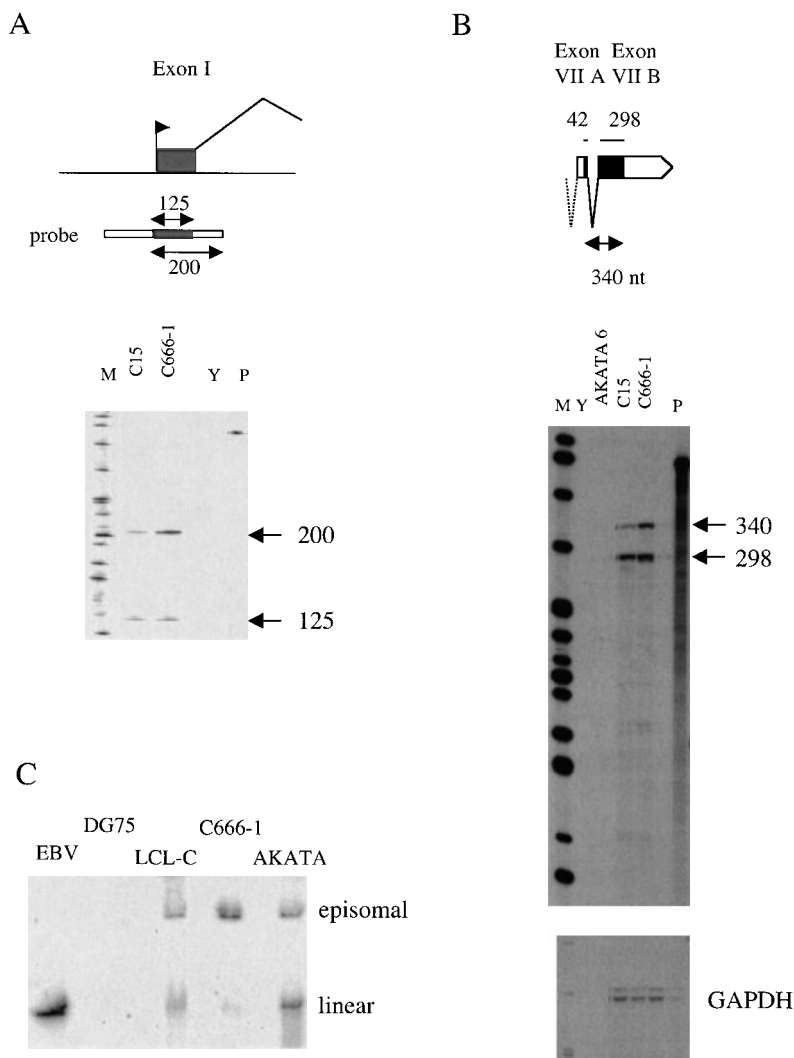 A
Exon I
125
probe
200
M C15 C666-1 Y P
200
125
B
Exon Exon
VII A VII B
42 298
340 nt
M Y AKATA 6 C15 C666-1 P
340
298
GAPDH
C
DG75 C666-1
EBV LCL-C AKATA
episomal
linear